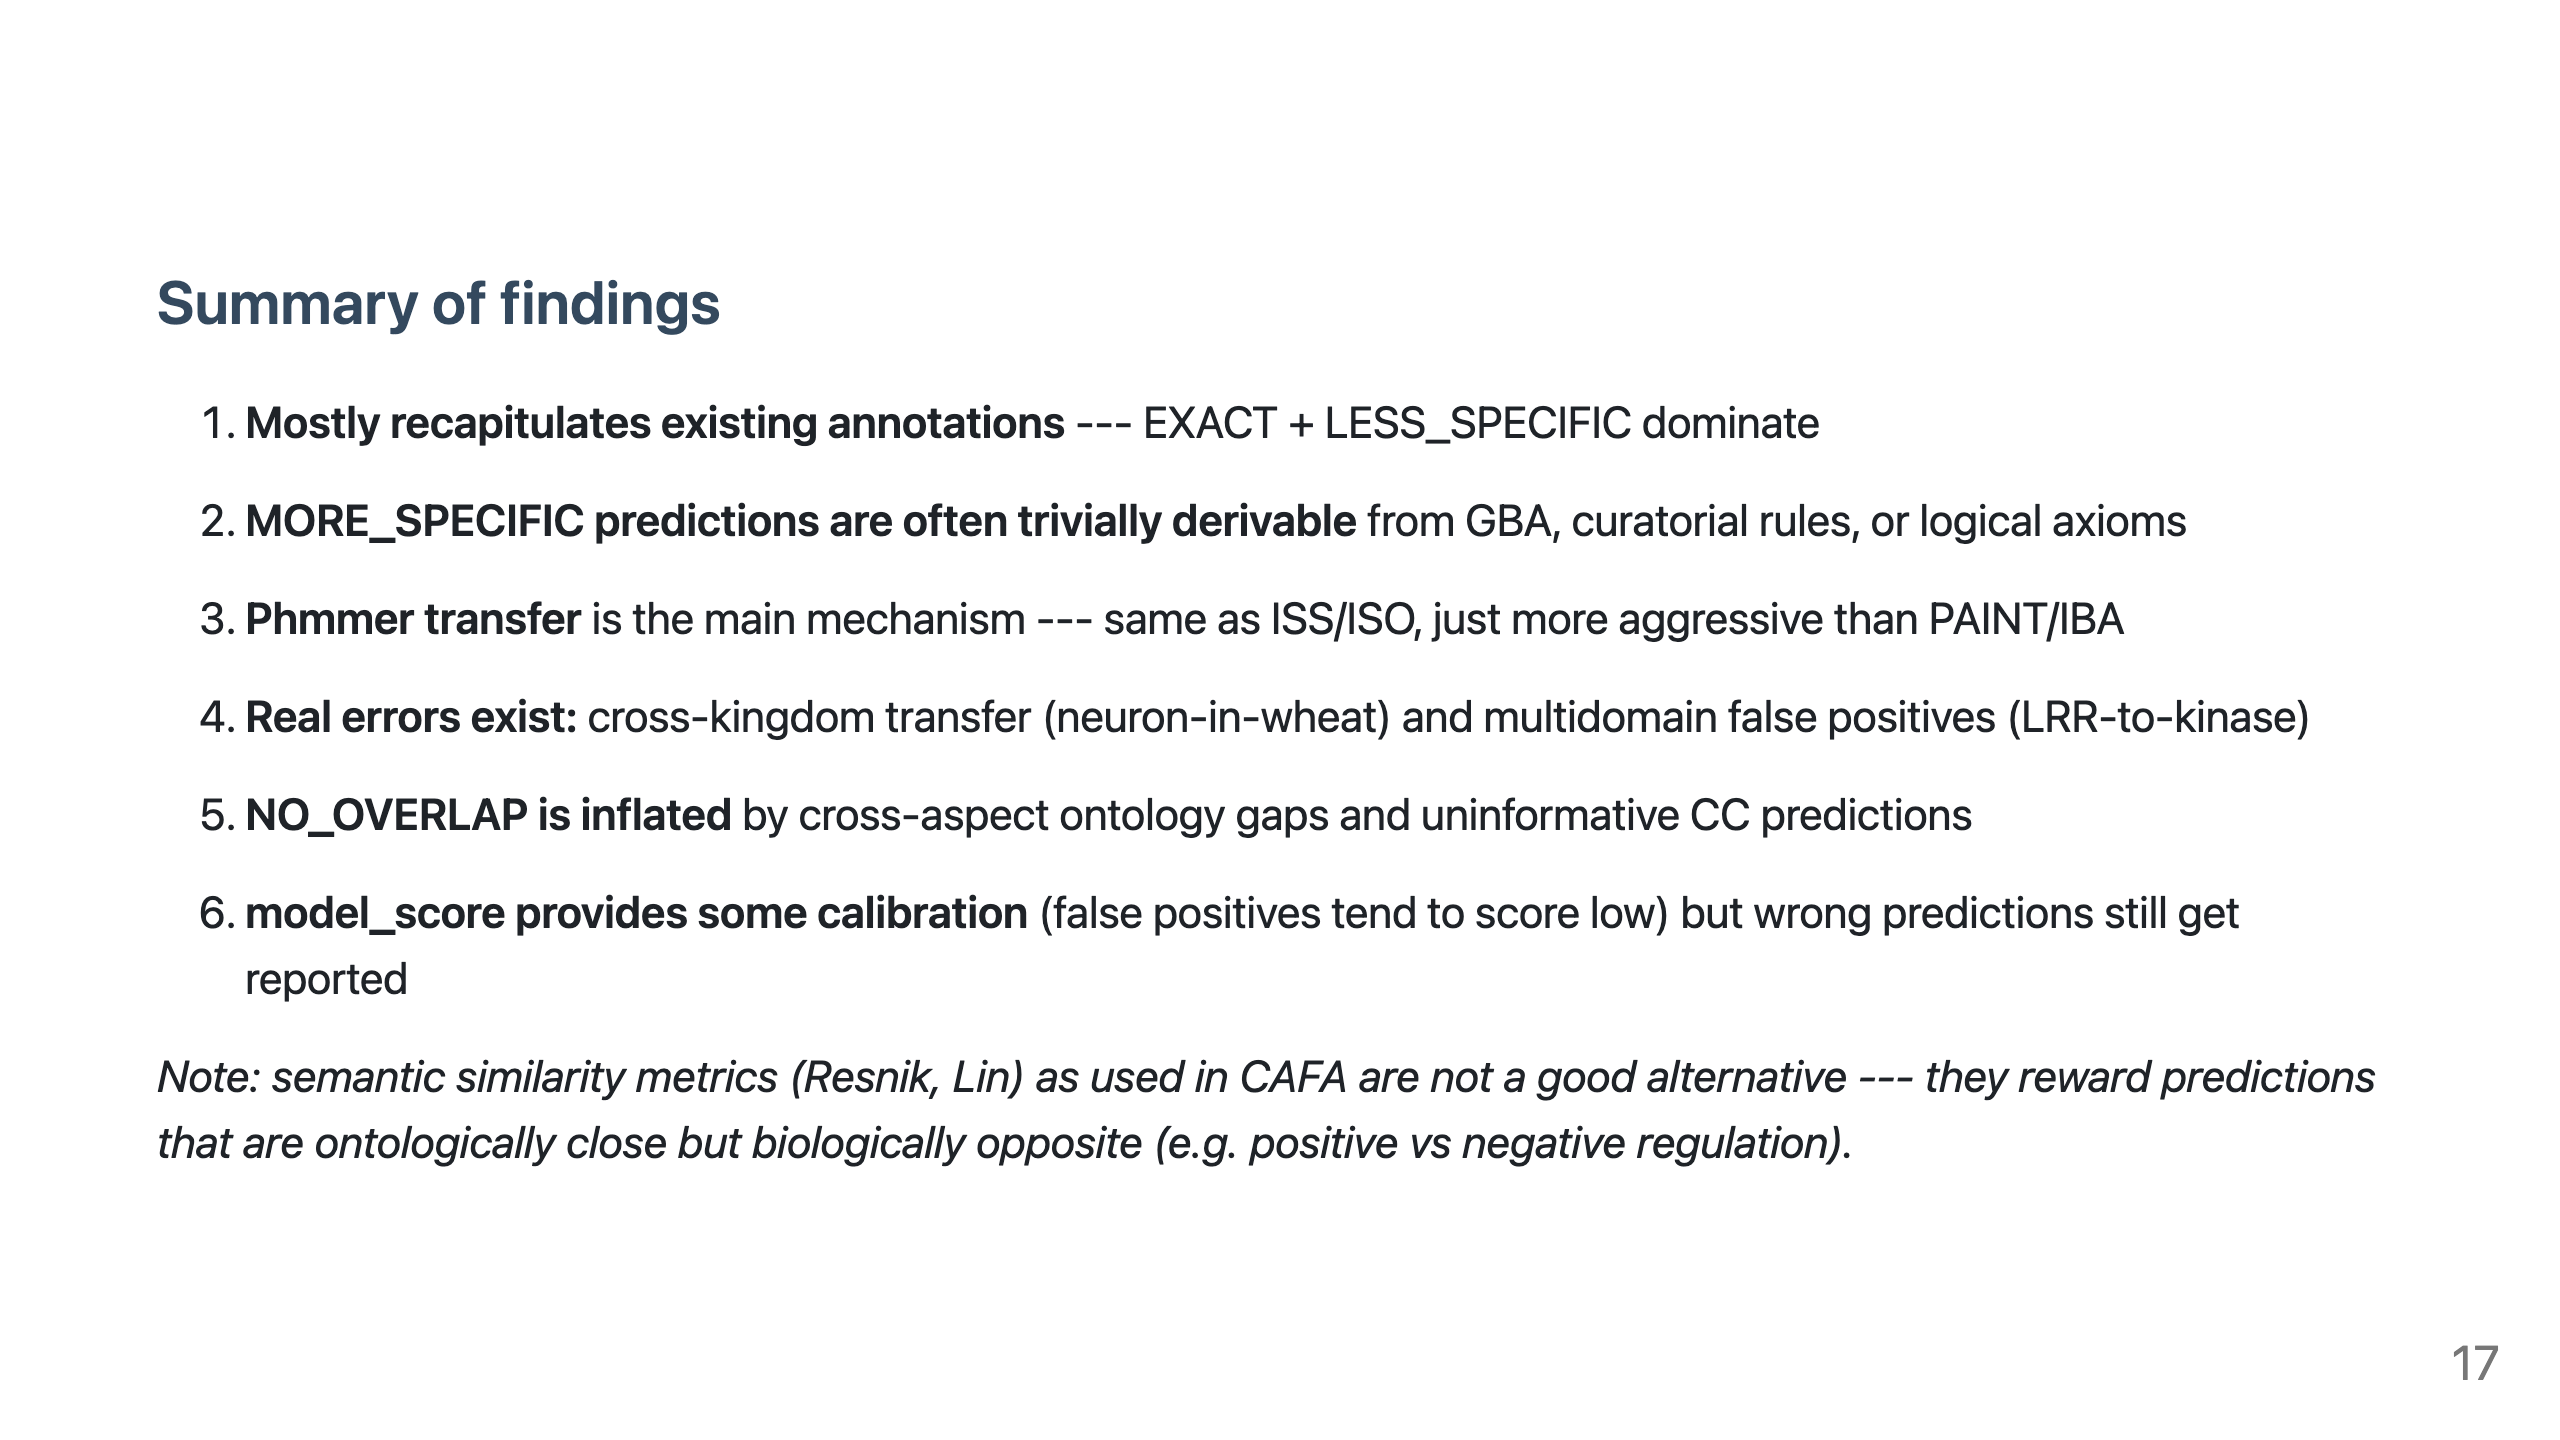 Summary of findings
1. Mostly recapitulates existing annotations --- EXACT + LESS_SPECIFIC dominate
2. MORE_SPECIFIC predictions are often trivially derivable from GBA, curatorial rules, or logical axioms
3. Phmmer transfer is the main mechanism --- same as ISS/ISO, just more aggressive than PAINT/IBA
4. Real errors exist: cross-kingdom transfer (neuron-in-wheat) and multidomain false positives (LRR-to-kinase)
5. NO_OVERLAP is inflated by cross-aspect ontology gaps and uninformative CC predictions
6. model_score provides some calibration (false positives tend to score low) but wrong predictions still get
reported
Note: semantic similarity metrics (Resnik, Lin) as used in CAFA are not a good alternative --- they reward predictions
that are ontologically close but biologically opposite (e.g. positive vs negative regulation).
17